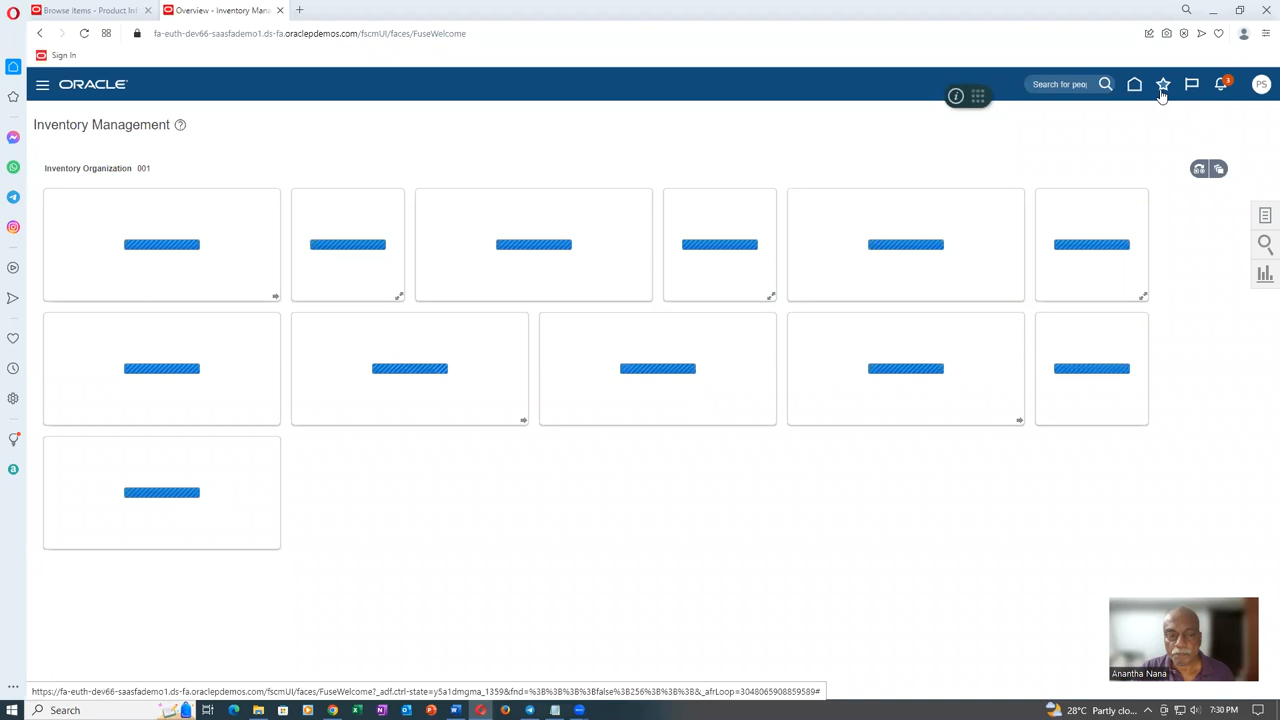 Browse Items - Product Inf
Overview - Inventory Mana
fa-euth-dev66-saasfademo1.ds-fa.oraclepdemos.com/fscmUI/faces/FuseWelcome
Sign In
ORACLE
Search for peop
3
PS
Inventory Management
Inventory Organization 001
Anantha Nana
https://fa-euth-dev66-saasfademo1.ds-fa.oraclepdemos.com/fscmUI/faces/FuseWelcome?_adf.ctrl-state=y5a1dmgma_1359&fnd=%3B%3B%3B%3Bfalse%3B256%3B%3B%3B&_afrLoop=3048065908859589#
Search
28°C Partly clo...
7:30 PM